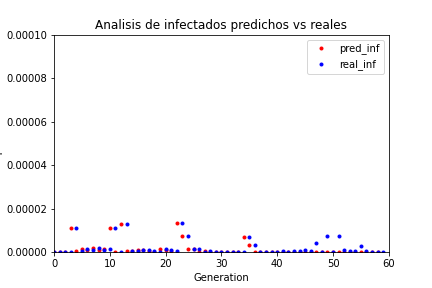 Analisis de infectados predichos vs reales
0.00010
0.00008
0.00006
0.00004
0.00002
0.00000
pred_inf
real_inf
0 10 20 30 40 50 60
Generation